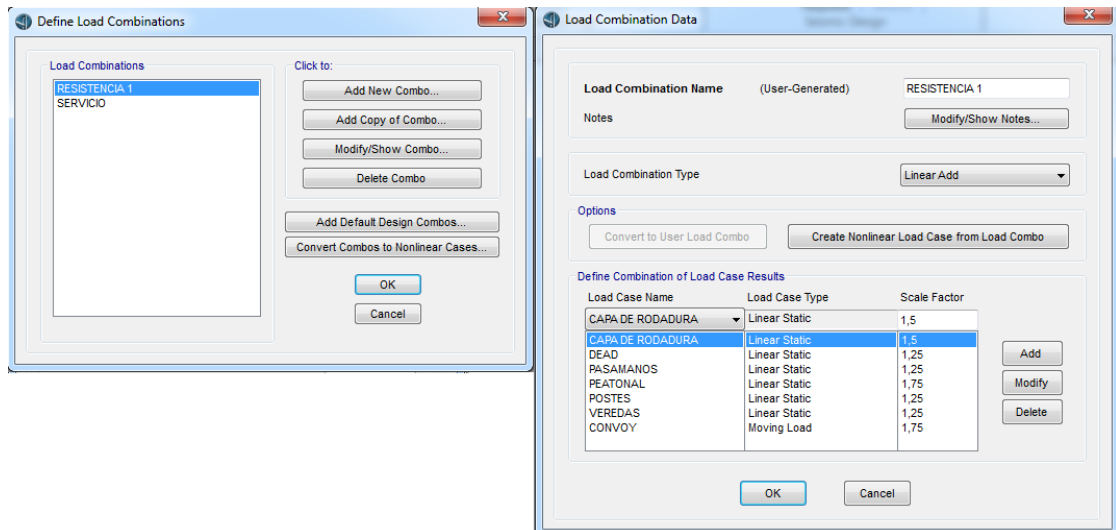 Define Load Combinations
Load Combinations
RESISTENCIA 1
SERVICIO
Click to:
Add New Combo...
Add Copy of Combo...
Modify/Show Combo...
Delete Combo
Add Default Design Combos...
Convert Combos to Nonlinear Cases...
OK
Cancel
Load Combination Data
Load Combination Name (User-Generated) RESISTENCIA 1
Notes Modify/Show Notes...
Load Combination Type Linear Add
Options
Convert to User Load Combo Create Nonlinear Load Case from Load Combo
Define Combination of Load Case Results
Load Case Name Load Case Type Scale Factor
CAPA DE RODADURA Linear Static 1,5
CAPA DE RODADURA Linear Static 1,5
DEAD Linear Static 1,25
PASAMANOS Linear Static 1,25
PEATONAL Linear Static 1,75
POSTES Linear Static 1,25
VEREDAS Linear Static 1,25
CONVOY Moving Load 1,75
Add
Modify
Delete
OK Cancel